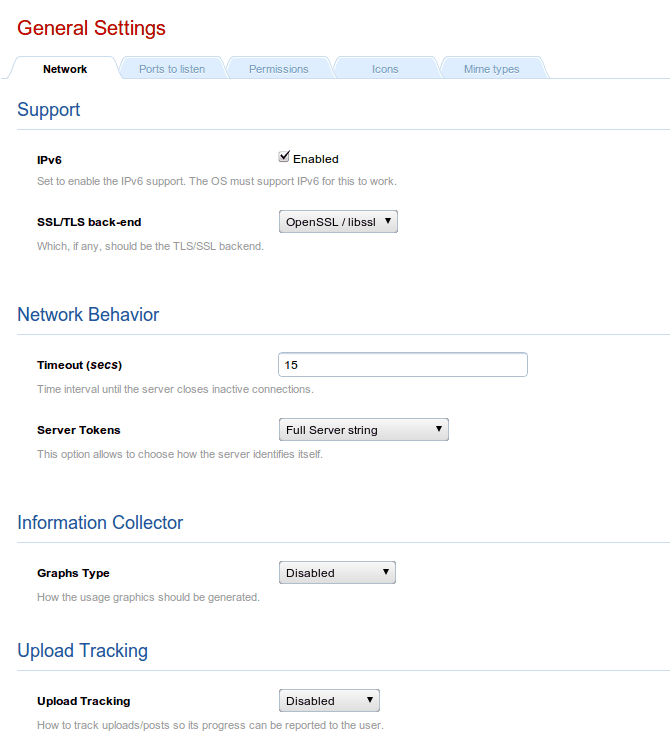 General Settings
Network Ports to listen Permissions Icons Mime types
Support
IPv6 Enabled
Set to enable the IPv6 support. The OS must support IPv6 for this to work.
SSL/TLS back-end OpenSSL / libssl
Which, if any, should be the TLS/SSL backend.
Network Behavior
Timeout (secs) 15
Time interval until the server closes inactive connections.
Server Tokens Full Server string
This option allows to choose how the server identifies itself.
Information Collector
Graphs Type Disabled
How the usage graphics should be generated.
Upload Tracking
Upload Tracking Disabled
How to track uploads/posts so its progress can be reported to the user.